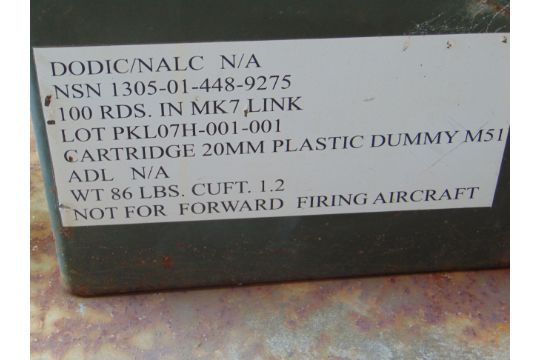 DODIC/NALC N/A
NSN 1305-01-448-9275
100 RDS. IN MK7 LINK
LOT PKL07H-001-001
CARTRIDGE 20MM PLASTIC DUMMY M51
ADL N/A
WT 86 LBS. CUFT. 1.2
NOT FOR FORWARD FIRING AIRCRAFT